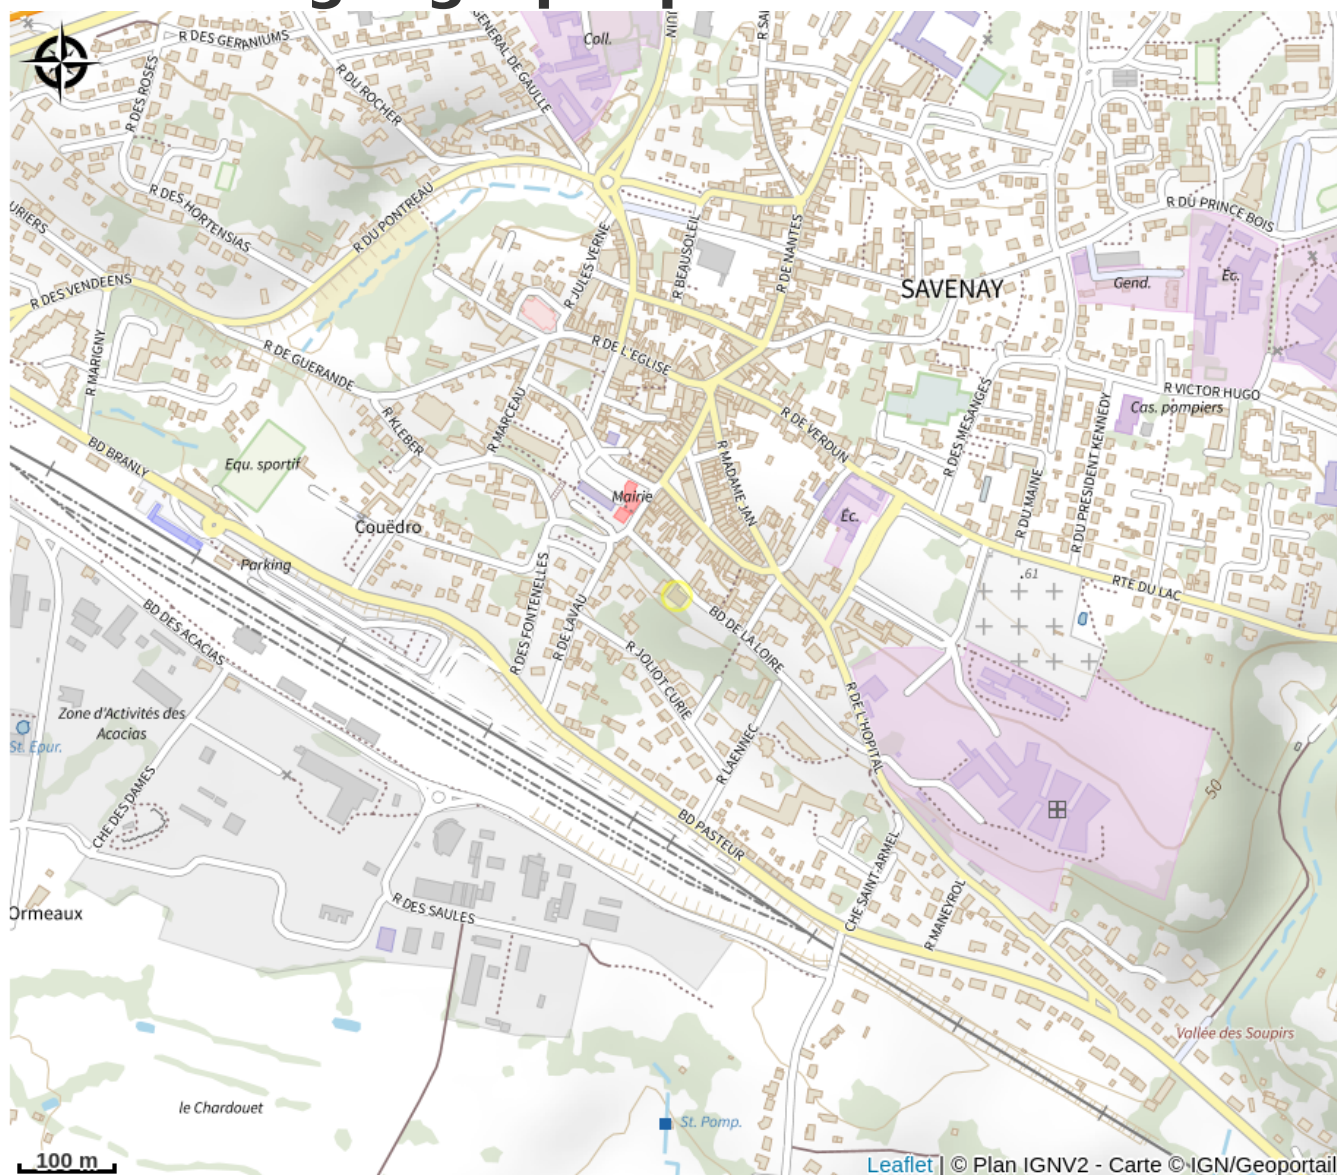 R DES GERANIUMS
GENERAL DE GAULLE
Coll.
R DES ROSES
R DU ROCHER
R DES HORTENSIAS
R DU PONTREAU
R DU PRINCE BOIS
URIERS
R JULES VERNE
R BEAUSOLEIL
R DE NANTES
SAVENAY
Gend.
Éc.
R DES VENDEENS
R MARIGNY
R DE GUERANDE
R DE L'EGLISE
R MARCEAU
R KLEBER
R DE VERDUN
R DES MESANGES
R VICTOR HUGO
Cas. pompiers
R DU PRESIDENT KENNEDY
BD BRANLY
Equ. sportif
R MADAME JAN
Mairie
R DU MAINE
Éc.
Couëdro
Parking
61
RTE DU LAC
BD DES ACACIAS
R DES FONTENELLES
R DE LAVAU
BD DE LA LOIRE
R JOLIOT CURIE
R DE L'HOPITAL
Zone d'Activités des
Acacias
St. Epur.
R LAENNEC
50
CHE DES DAMES
BD PASTEUR
CHE SAINT-ARMEL
R MANEYROL
Ormeaux
R DES SAULES
Vallée des Soupirs
le Chardouet
St. Pomp.
100 m
Leaflet | © Plan IGNV2 - Carte © IGN/Geoportail